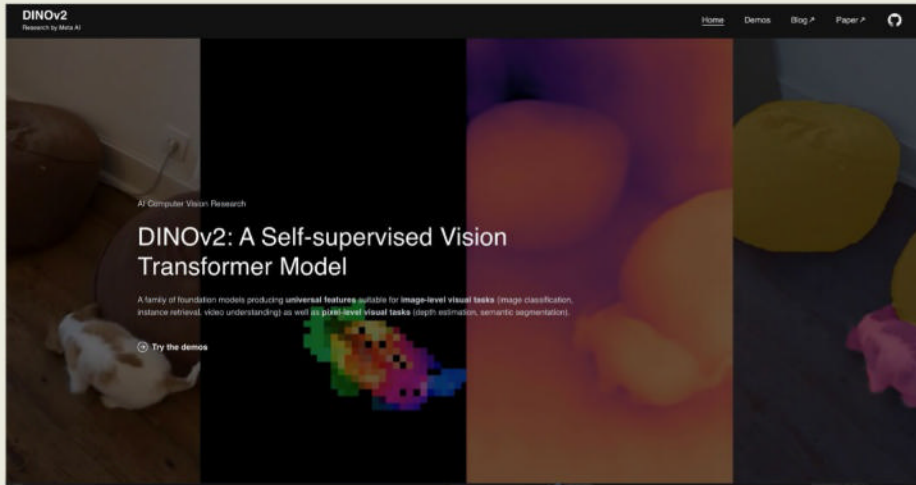 DINOv2
Research by Meta AI
Home Demos Blog↗ Paper↗
AI Computer Vision Research
DINOv2: A Self-supervised Vision
Transformer Model
A family of foundation models producing universal features suitable for image-level visual tasks (image classification,
instance retrieval, video understanding) as well as pixel-level visual tasks (depth estimation, semantic segmentation).
Try the demos